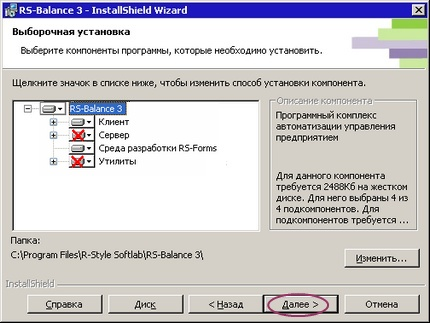 RS-Balance 3 - InstallShield Wizard
Выборочная установка
Выберите компоненты программы, которые необходимо установить.
Щелкните значок в списке ниже, чтобы изменить способ установки компонента.
RS-Balance 3
Клиент
Сервер
Среда разработки RS-Forms
Утилиты
Описание компонента
Программный комплекс
автоматизации управления
предприятием
Для данного компонента
требуется 2488Кб на жестком
диске. Для него выбраны 4 из
4 подкомпонентов. Для
подкомпонентов требуется ...
Папка:
C:\Program Files\R-Style Softlab\RS-Balance 3\
Изменить...
InstallShield
Справка
Диск
< Назад
Далее >
Отмена